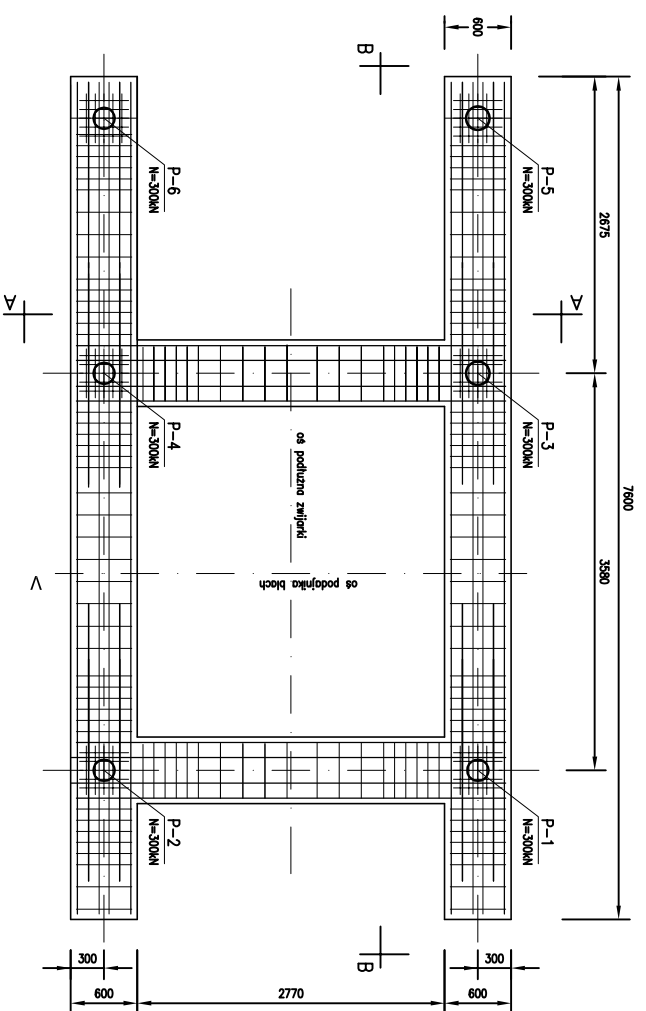 600
B
B
P-5
N=300kN
P-6
N=300kN
2675
A
A
P-3
N=300kN
P-4
N=300kN
7600
oś podłużna zwijarki
3580
oś podajnika blach
V
P-1
N=300kN
P-2
N=300kN
300
300
600
2770
600